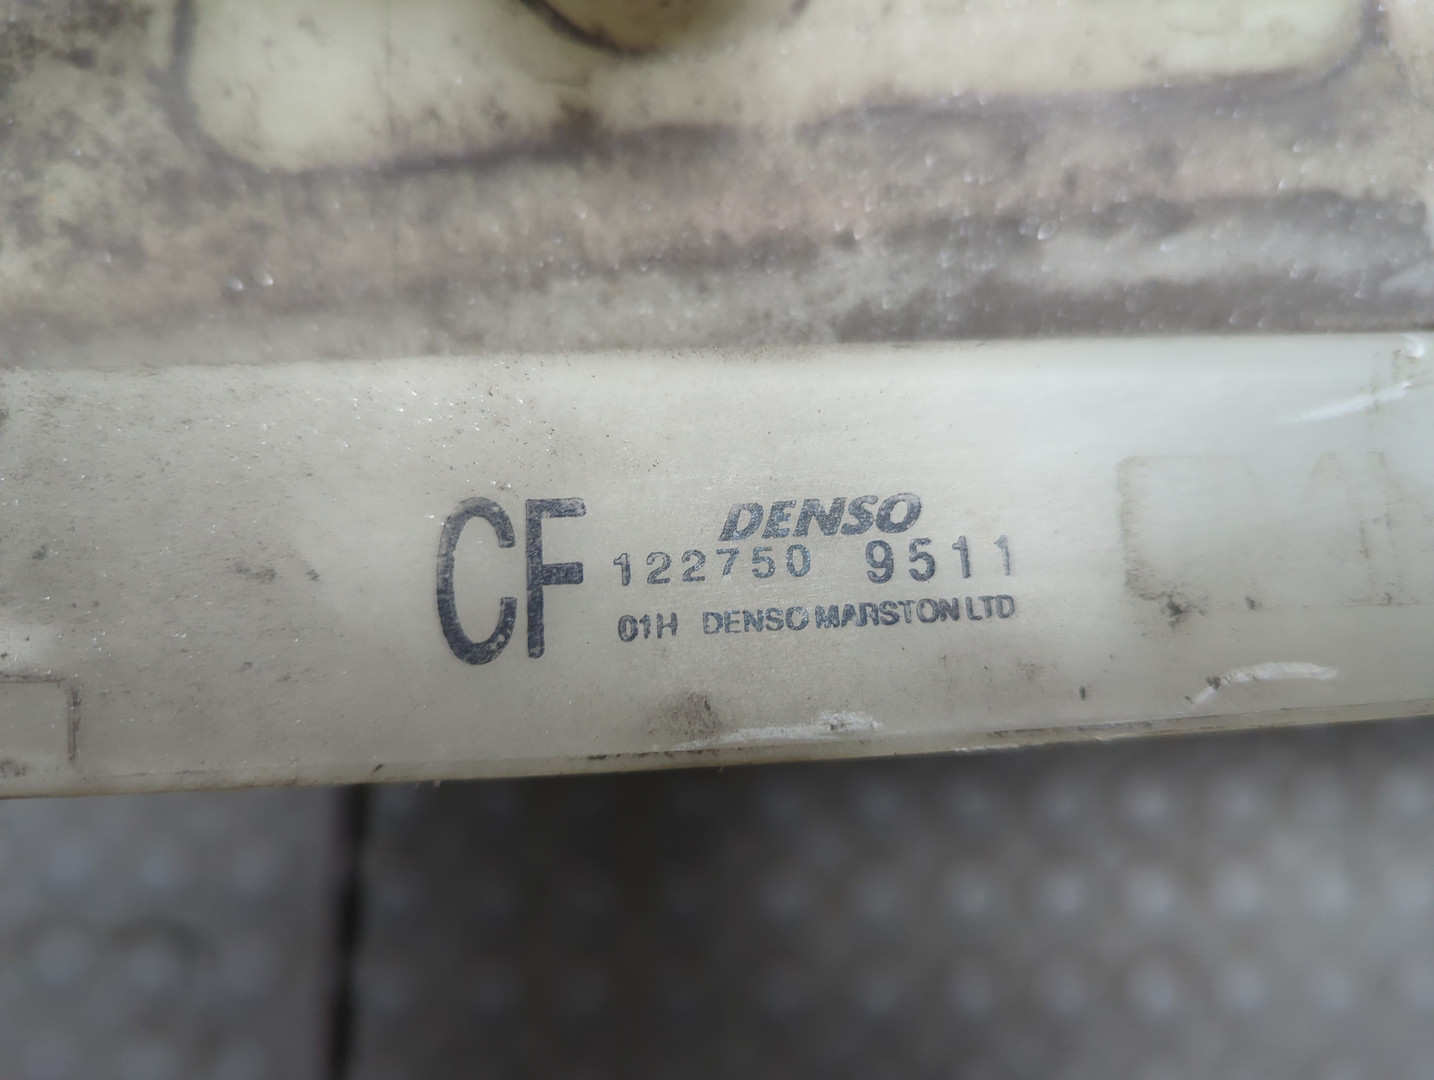 CF
DENSO
122750 9511
01H DENSO MARSTON LTD